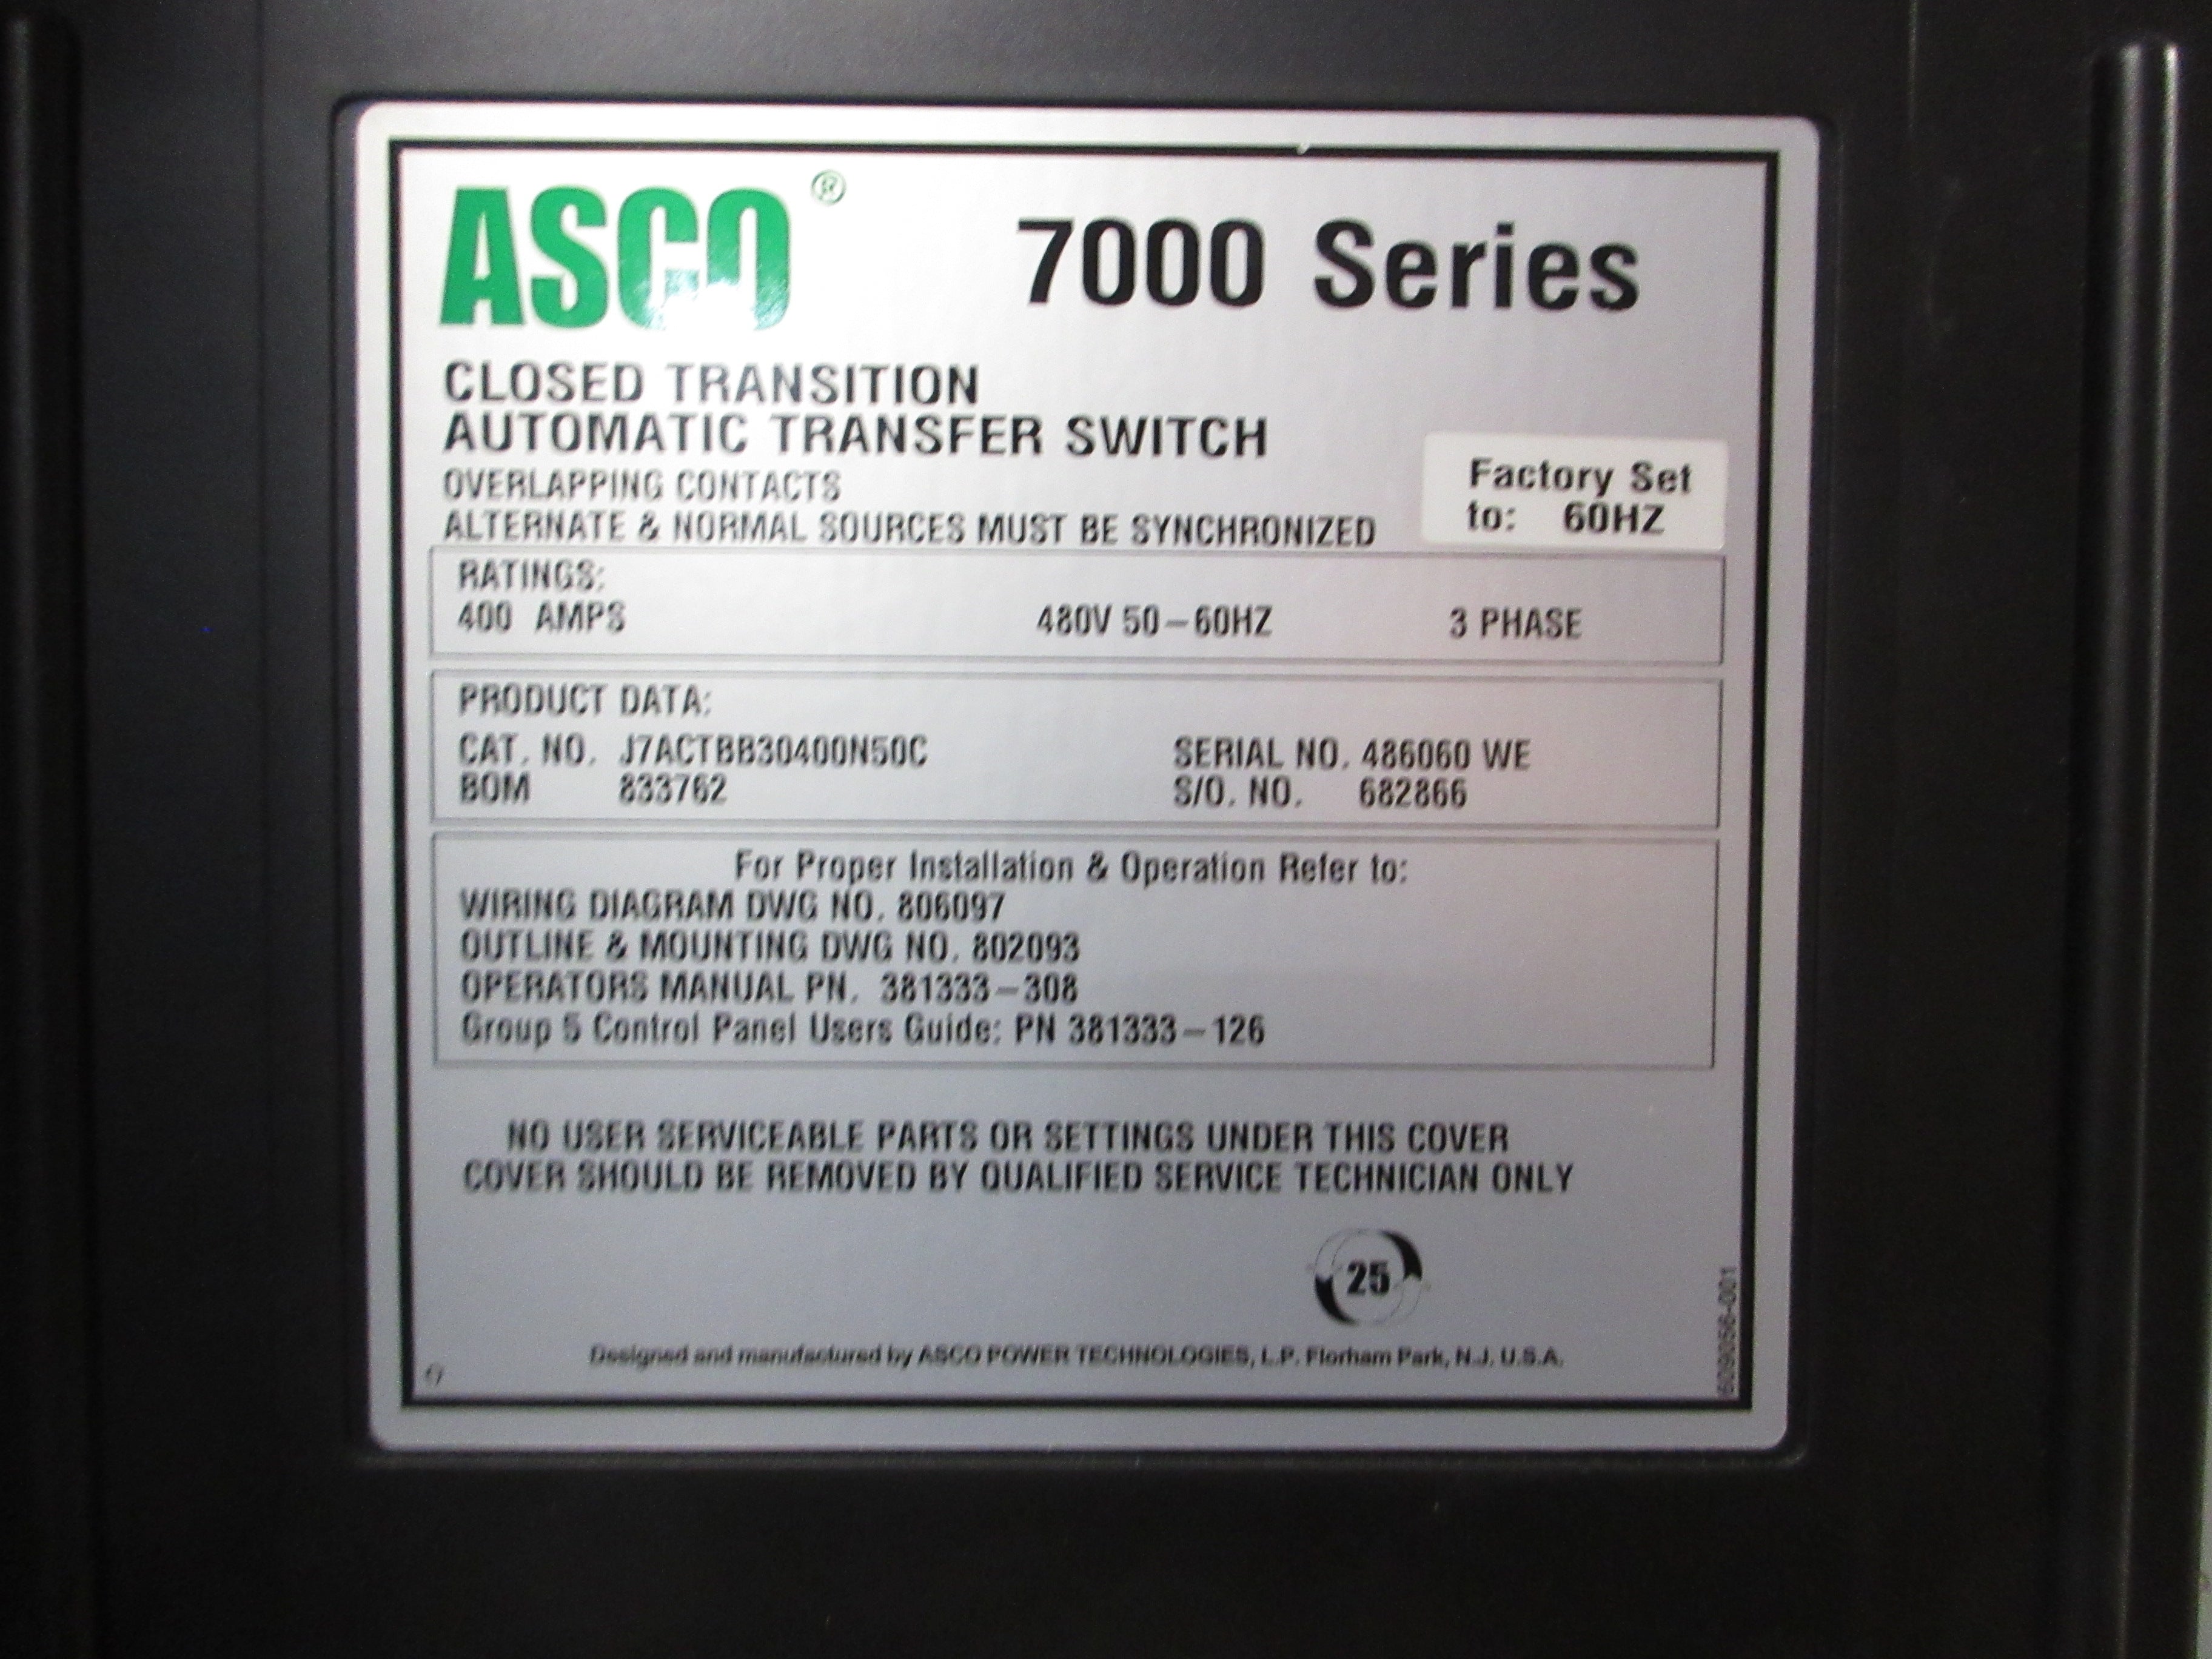 ASCO®
7000 Series
CLOSED TRANSITION
AUTOMATIC TRANSFER SWITCH
OVERLAPPING CONTACTS
ALTERNATE & NORMAL SOURCES MUST BE SYNCHRONIZED
Factory Set
to: 60HZ
RATINGS:
400 AMPS 480V 50-60HZ 3 PHASE
PRODUCT DATA:
CAT. NO. J7ACTBB30400N50C SERIAL NO. 486060 WE
BOM 833762 S/O. NO. 682866
For Proper Installation & Operation Refer to:
WIRING DIAGRAM DWG NO. 806097
OUTLINE & MOUNTING DWG NO. 802093
OPERATORS MANUAL PN. 381333-308
Group 5 Control Panel Users Guide: PN 381333-126
NO USER SERVICEABLE PARTS OR SETTINGS UNDER THIS COVER
COVER SHOULD BE REMOVED BY QUALIFIED SERVICE TECHNICIAN ONLY
25
Designed and manufactured by ASCO POWER TECHNOLOGIES, L.P. Florham Park, N.J. U.S.A.